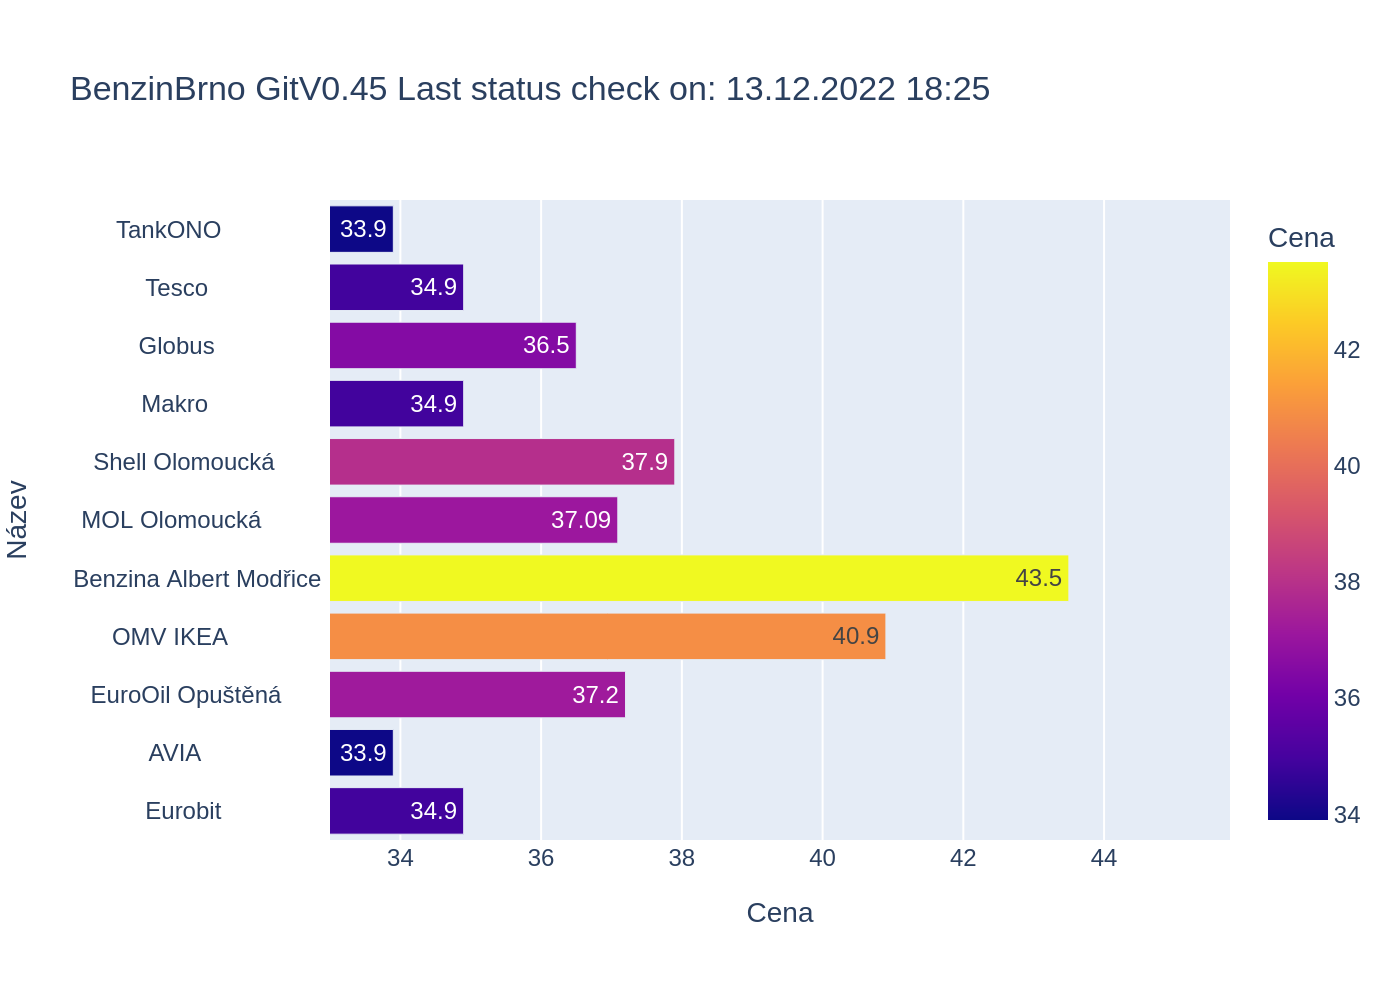 BenzinBrno GitV0.45 Last status check on: 13.12.2022 18:25
Cena
TankONO 33.9
Tesco 34.9
Globus 36.5
Makro 34.9
Shell Olomoucká 37.9
MOL Olomoucká 37.09
Benzina Albert Modřice 43.5
OMV IKEA 40.9
EuroOil Opuštěná 37.2
AVIA 33.9
Eurobit 34.9
Název
42
40
38
36
34
34 36 38 40 42 44
Cena